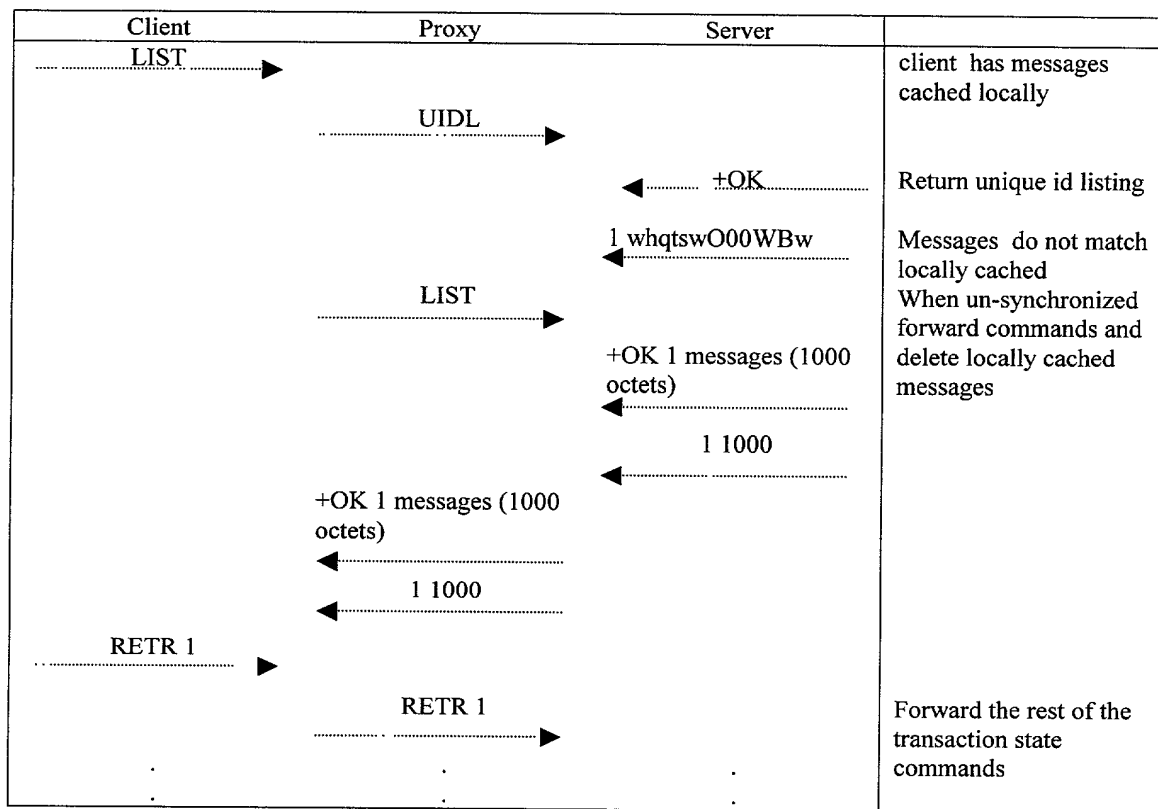 Client Proxy Server
LIST
client has messages
cached locally
UIDL
+OK
Return unique id listing
1 whqtswO00WBw
Messages do not match
locally cached
LIST
When un-synchronized
forward commands and
delete locally cached
messages
+OK 1 messages (1000
octets)
1 1000
+OK 1 messages (1000
octets)
1 1000
RETR 1
RETR 1
Forward the rest of the
transaction state
commands